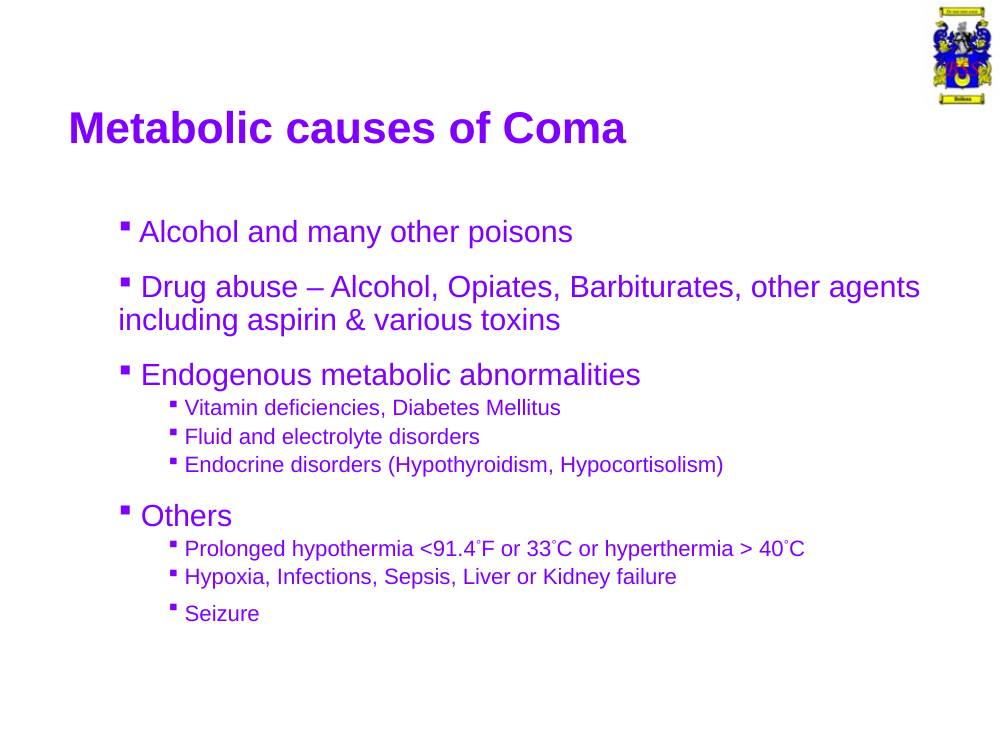 Metabolic causes of Coma
▪ Alcohol and many other poisons
▪ Drug abuse – Alcohol, Opiates, Barbiturates, other agents
including aspirin & various toxins
▪ Endogenous metabolic abnormalities
▪ Vitamin deficiencies, Diabetes Mellitus
▪ Fluid and electrolyte disorders
▪ Endocrine disorders (Hypothyroidism, Hypocortisolism)
▪ Others
▪ Prolonged hypothermia <91.4°F or 33°C or hyperthermia > 40°C
▪ Hypoxia, Infections, Sepsis, Liver or Kidney failure
▪ Seizure